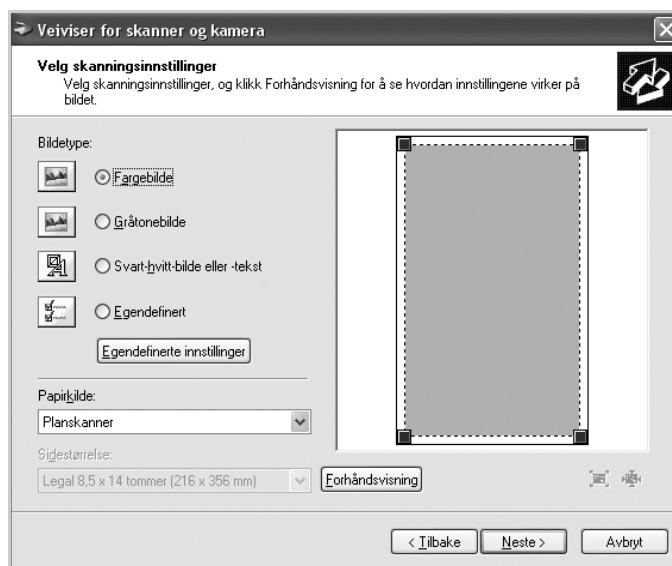 Veiviser for skanner og kamera
Velg skanningsinnstillinger
Velg skanningsinnstillinger, og klikk Forhåndsvisning for å se hvordan innstillingene virker på
bildet.
Bildetype:
Fargebilde
Gråtonebilde
Svart-hvitt-bilde eller -tekst
Egendefinert
Egendefinerte innstillinger
Papirkilde:
Planskanner
Sidestørrelse:
Legal 8,5 x 14 tommer (216 x 356 mm)
Forhåndsvisning
< Tilbake
Neste >
Avbryt